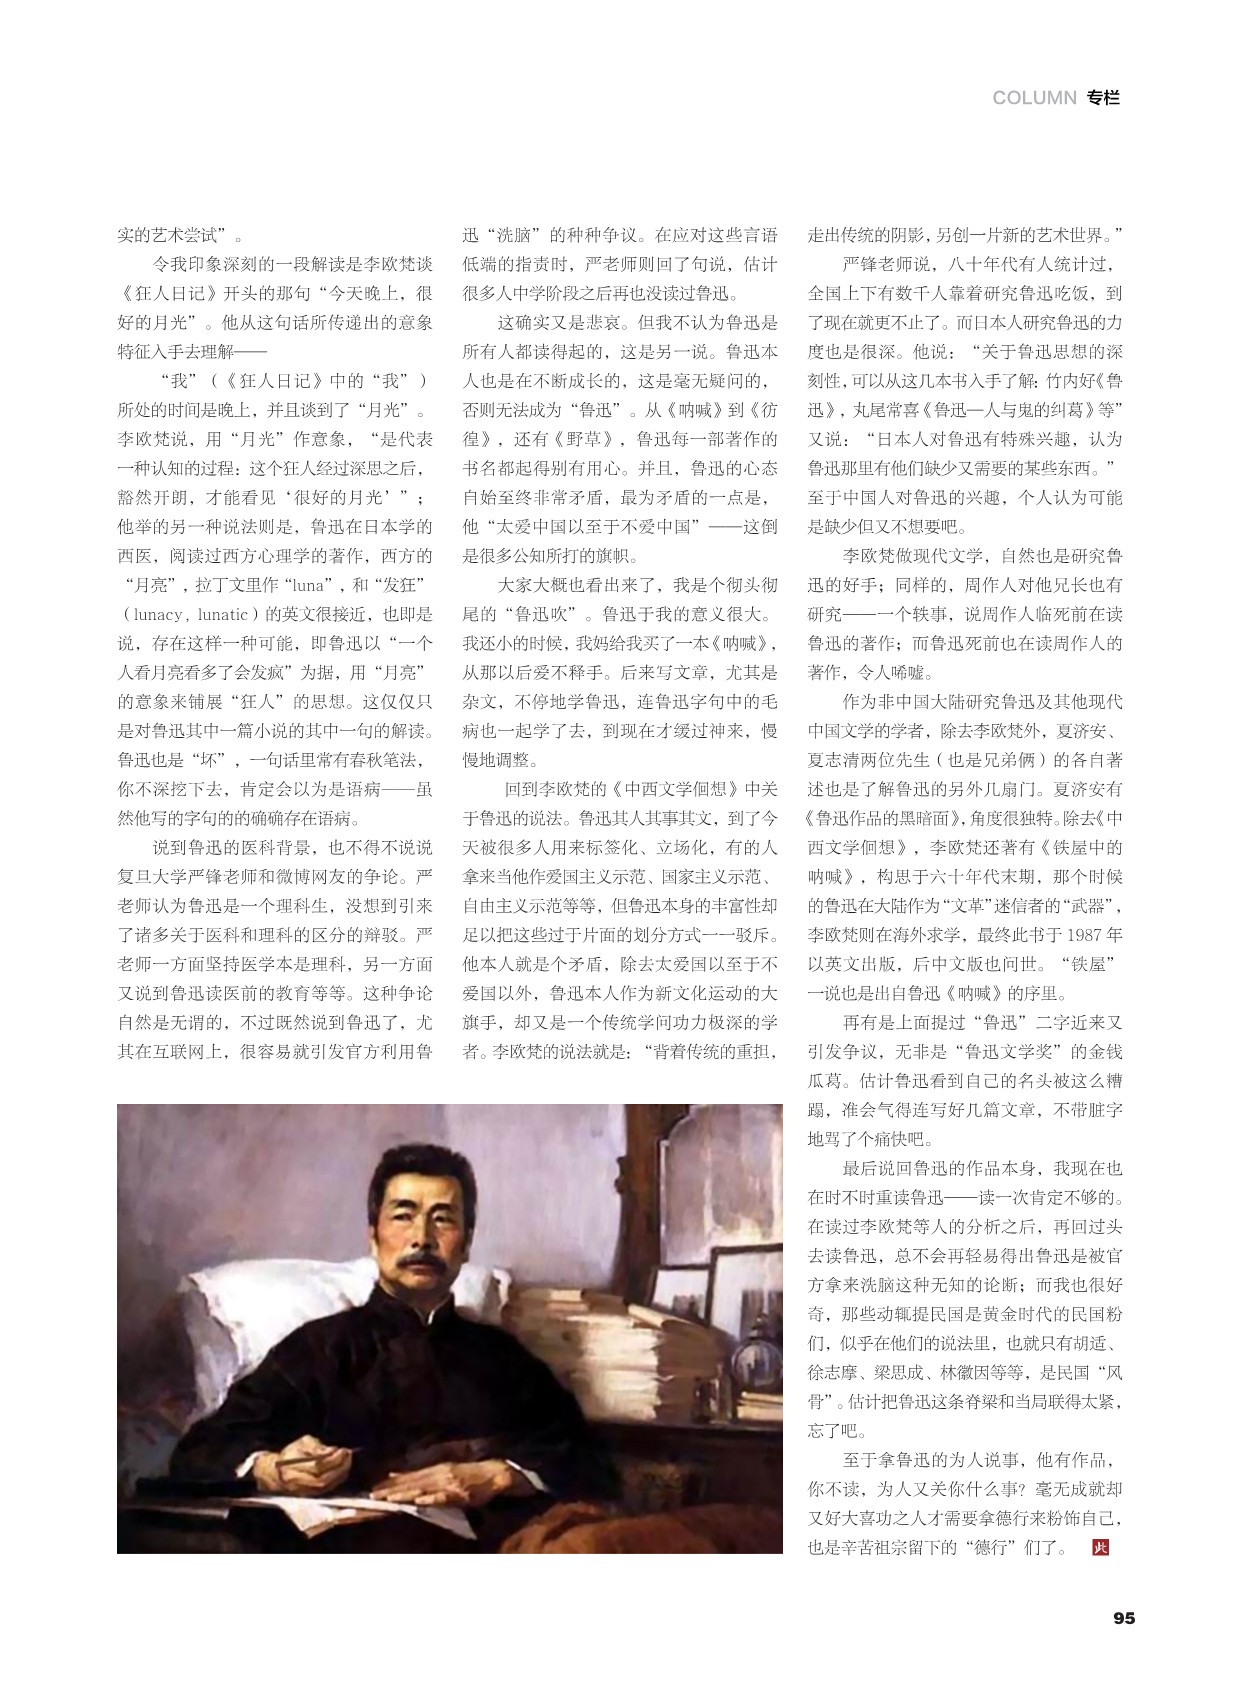 COLUMN 专栏
实的艺术尝试”。
令我印象深刻的一段解读是李欧梵谈
《狂人日记》开头的那句“今天晚上，很
好的月光”。他从这句话所传递出的意象
特征入手去理解——
“我”（《狂人日记》中的“我”）
所处的时间是晚上，并且谈到了“月光”。
李欧梵说，用“月光”作意象，“是代表
一种认知的过程：这个狂人经过深思之后，
豁然开朗，才能看见‘很好的月光’”；
他举的另一种说法则是，鲁迅在日本学的
西医，阅读过西方心理学的著作，西方的
“月亮”，拉丁文里作“luna”，和“发狂”
（lunacy, lunatic）的英文很接近，也即是
说，存在这样一种可能，即鲁迅以“一个
人看月亮看多了会发疯”为据，用“月亮”
的意象来铺展“狂人”的思想。这仅仅只
是对鲁迅其中一篇小说的其中一句的解读。
鲁迅也是“坏”，一句话里常有春秋笔法，
你不深挖下去，肯定会以为是语病——虽
然他写的字句的的确确存在语病。
说到鲁迅的医科背景，也不得不说说
复旦大学严锋老师和微博网友的争论。严
老师认为鲁迅是一个理科生，没想到引来
了诸多关于医科和理科的区分的辩驳。严
老师一方面坚持医学本是理科，另一方面
又说到鲁迅读医前的教育等等。这种争论
自然是无谓的，不过既然说到鲁迅了，尤
其在互联网上，很容易就引发官方利用鲁
迅“洗脑”的种种争议。在应对这些言语
低端的指责时，严老师则回了句说，估计
很多人中学阶段之后再也没读过鲁迅。
这确实又是悲哀。但我不认为鲁迅是
所有人都读得起的，这是另一说。鲁迅本
人也是在不断成长的，这是毫无疑问的，
否则无法成为“鲁迅”。从《呐喊》到《彷
徨》，还有《野草》，鲁迅每一部著作的
书名都起得别有用心。并且，鲁迅的心态
自始至终非常矛盾，最为矛盾的一点是，
他“太爱中国以至于不爱中国”——这倒
是很多公知所打的旗帜。
大家大概也看出来了，我是个彻头彻
尾的“鲁迅吹”。鲁迅于我的意义很大。
我还小的时候，我妈给我买了一本《呐喊》，
从那以后爱不释手。后来写文章，尤其是
杂文，不停地学鲁迅，连鲁迅字句中的毛
病也一起学了去，到现在才缓过神来，慢
慢地调整。
回到李欧梵的《中西文学佪想》中关
于鲁迅的说法。鲁迅其人其事其文，到了今
天被很多人用来标签化、立场化，有的人
拿来当他作爱国主义示范、国家主义示范、
自由主义示范等等，但鲁迅本身的丰富性却
足以把这些过于片面的划分方式一一驳斥。
他本人就是个矛盾，除去太爱国以至于不
爱国以外，鲁迅本人作为新文化运动的大
旗手，却又是一个传统学问功力极深的学
者。李欧梵的说法就是：“背着传统的重担，
走出传统的阴影，另创一片新的艺术世界。”
严锋老师说，八十年代有人统计过，
全国上下有数千人靠着研究鲁迅吃饭，到
了现在就更不止了。而日本人研究鲁迅的力
度也是很深。他说：“关于鲁迅思想的深
刻性，可以从这几本书入手了解：竹内好《鲁
迅》，丸尾常喜《鲁迅—人与鬼的纠葛》等”
又说：“日本人对鲁迅有特殊兴趣，认为
鲁迅那里有他们缺少又需要的某些东西。”
至于中国人对鲁迅的兴趣，个人认为可能
是缺少但又不想要吧。
李欧梵做现代文学，自然也是研究鲁
迅的好手；同样的，周作人对他兄长也有
研究——一个轶事，说周作人临死前在读
鲁迅的著作；而鲁迅死前也在读周作人的
著作，令人唏嘘。
作为非中国大陆研究鲁迅及其他现代
中国文学的学者，除去李欧梵外，夏济安、
夏志清两位先生（也是兄弟俩）的各自著
述也是了解鲁迅的另外几扇门。夏济安有
《鲁迅作品的黑暗面》，角度很独特。除去《中
西文学佪想》，李欧梵还著有《铁屋中的
呐喊》，构思于六十年代末期，那个时候
的鲁迅在大陆作为“文革”迷信者的“武器”，
李欧梵则在海外求学，最终此书于 1987 年
以英文出版，后中文版也问世。“铁屋”
一说也是出自鲁迅《呐喊》的序里。
再有是上面提过“鲁迅”二字近来又
引发争议，无非是“鲁迅文学奖”的金钱
瓜葛。估计鲁迅看到自己的名头被这么糟
蹋，准会气得连写好几篇文章，不带脏字
地骂了个痛快吧。
最后说回鲁迅的作品本身，我现在也
在时不时重读鲁迅——读一次肯定不够的。
在读过李欧梵等人的分析之后，再回过头
去读鲁迅，总不会再轻易得出鲁迅是被官
方拿来洗脑这种无知的论断；而我也很好
奇，那些动辄提民国是黄金时代的民国粉
们，似乎在他们的说法里，也就只有胡适、
徐志摩、梁思成、林徽因等等，是民国“风
骨”。估计把鲁迅这条脊梁和当局联得太紧，
忘了吧。
至于拿鲁迅的为人说事，他有作品，
你不读，为人又关你什么事？毫无成就却
又好大喜功之人才需要拿德行来粉饰自己，
也是辛苦祖宗留下的“德行”们了。 此
95